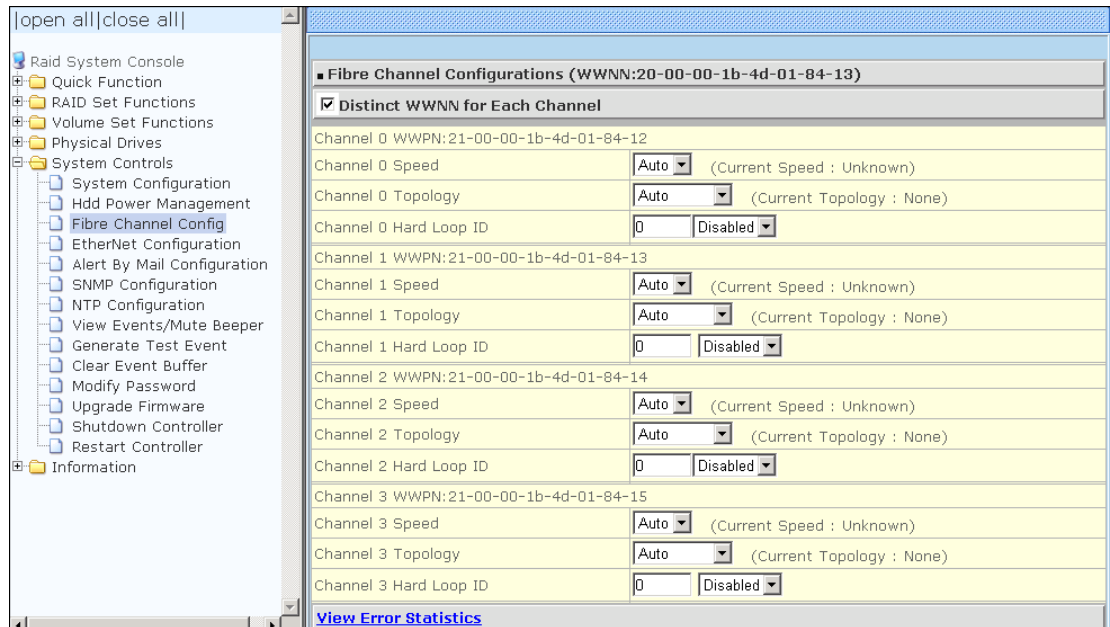 |open all|close all|
Raid System Console
Quick Function
RAID Set Functions
Volume Set Functions
Physical Drives
System Controls
System Configuration
Hdd Power Management
Fibre Channel Config
EtherNet Configuration
Alert By Mail Configuration
SNMP Configuration
NTP Configuration
View Events/Mute Beeper
Generate Test Event
Clear Event Buffer
Modify Password
Upgrade Firmware
Shutdown Controller
Restart Controller
Information
Fibre Channel Configurations (WWNN:20-00-00-1b-4d-01-84-13)
Distinct WWNN for Each Channel
Channel 0 WWPN:21-00-00-1b-4d-01-84-12
Channel 0 Speed Auto (Current Speed : Unknown)
Channel 0 Topology Auto (Current Topology : None)
Channel 0 Hard Loop ID 0 Disabled
Channel 1 WWPN:21-00-00-1b-4d-01-84-13
Channel 1 Speed Auto (Current Speed : Unknown)
Channel 1 Topology Auto (Current Topology : None)
Channel 1 Hard Loop ID 0 Disabled
Channel 2 WWPN:21-00-00-1b-4d-01-84-14
Channel 2 Speed Auto (Current Speed : Unknown)
Channel 2 Topology Auto (Current Topology : None)
Channel 2 Hard Loop ID 0 Disabled
Channel 3 WWPN:21-00-00-1b-4d-01-84-15
Channel 3 Speed Auto (Current Speed : Unknown)
Channel 3 Topology Auto (Current Topology : None)
Channel 3 Hard Loop ID 0 Disabled
View Error Statistics